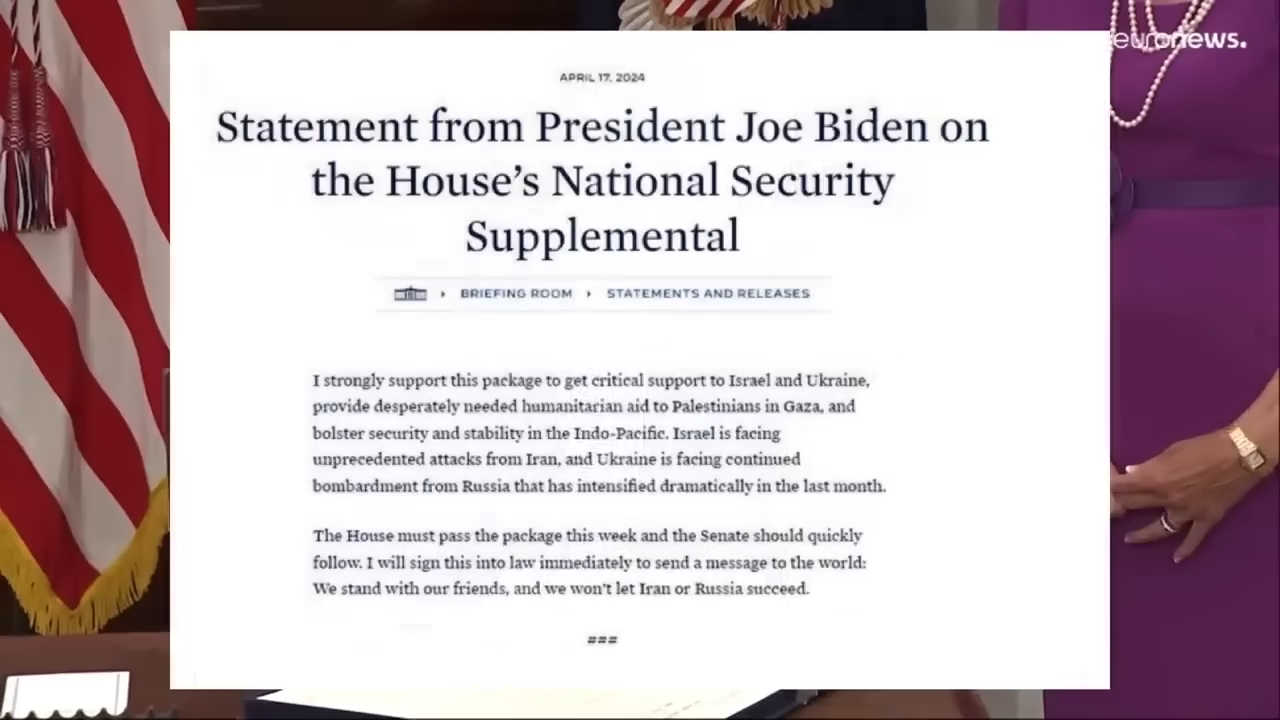 euronews.
APRIL 17, 2024
Statement from President Joe Biden on
the House’s National Security
Supplemental
BRIEFING ROOM
STATEMENTS AND RELEASES
I strongly support this package to get critical support to Israel and Ukraine,
provide desperately needed humanitarian aid to Palestinians in Gaza, and
bolster security and stability in the Indo-Pacific. Israel is facing
unprecedented attacks from Iran, and Ukraine is facing continued
bombardment from Russia that has intensified dramatically in the last month.
The House must pass the package this week and the Senate should quickly
follow. I will sign this into law immediately to send a message to the world:
We stand with our friends, and we won’t let Iran or Russia succeed.
###